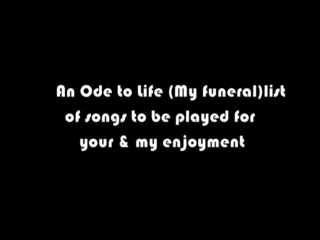 An Ode to Life (My funeral)list
of songs to be played for
your & my enjoyment